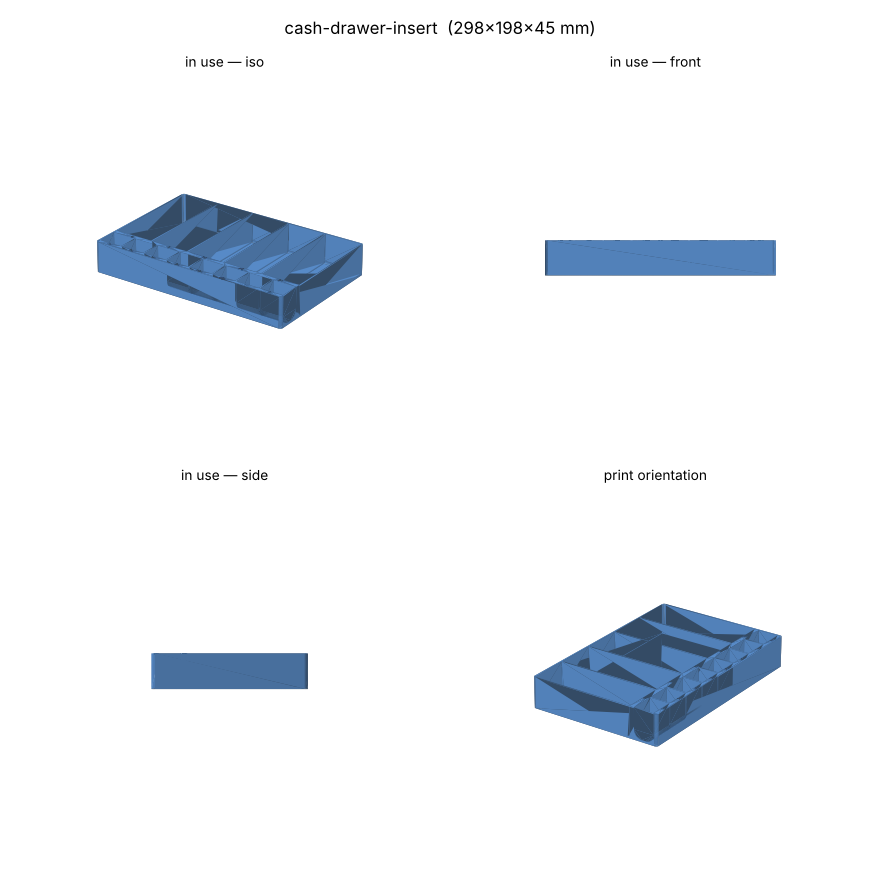 cash-drawer-insert (298×198×45 mm)
in use — iso
in use — front
in use — side
print orientation